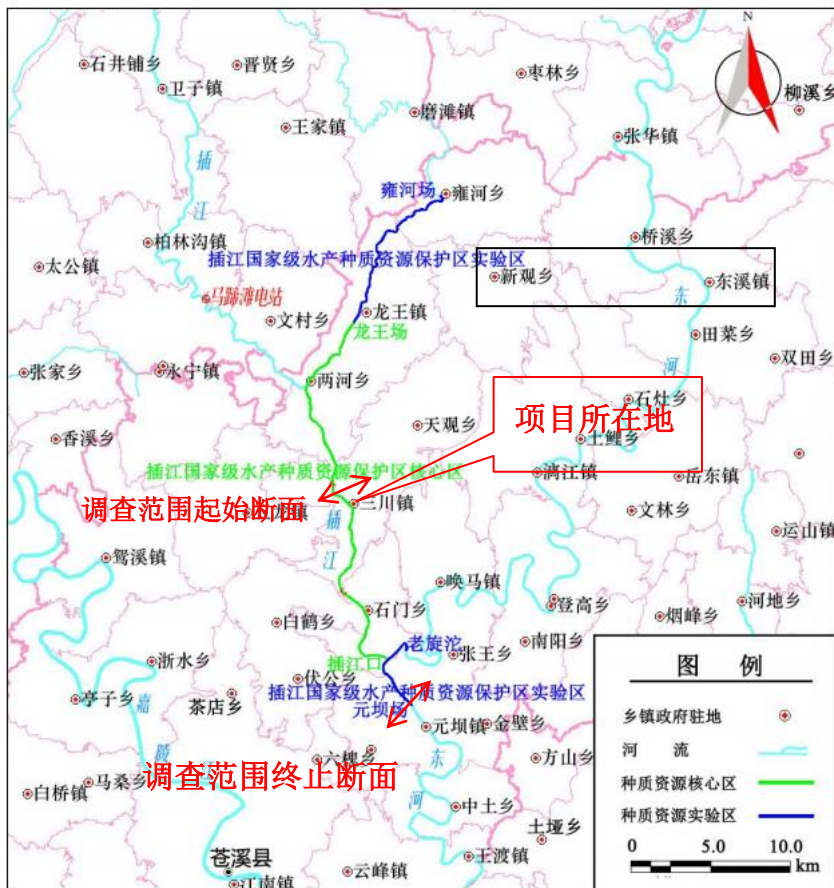 N
石井铺乡
晋贤乡
枣林乡
柳溪乡
卫子镇
磨滩镇
王家镇
张华镇
插
江
雍河场
雍河乡
柏林沟镇
桥溪乡
插江国家级水产种质资源保护区实验区
太公镇
新观乡
东溪镇
马蹄滩电站
东
河
文村乡
龙王镇
龙王场
田菜乡
双田乡
张家乡
永宁镇
两河乡
石灶乡
项目所在地
天观乡
香溪乡
土鲤乡
插江国家级水产种质资源保护区核心区
漓江镇
岳东镇
调查范围起始断面
龙镇
三川镇
文林乡
插
江
运山镇
鸳溪镇
唤马镇
登高乡
河地乡
石门乡
烟峰乡
白鹤乡
南阳乡
老旋沱
张王乡
插江口
浙水乡
伏公乡
插江国家级水产种质资源保护区实验区
亭子乡
茶店乡
元坝场
嘉
陵
江
元坝镇
金壁乡
六槐乡
方山乡
调查范围终止断面
马桑乡
白桥镇
东
河
中土乡
土垭乡
苍溪县
云峰镇
王渡镇
江南镇
图 例
乡镇政府驻地
河 流
种质资源核心区
种质资源实验区
0 5.0 10.0
km